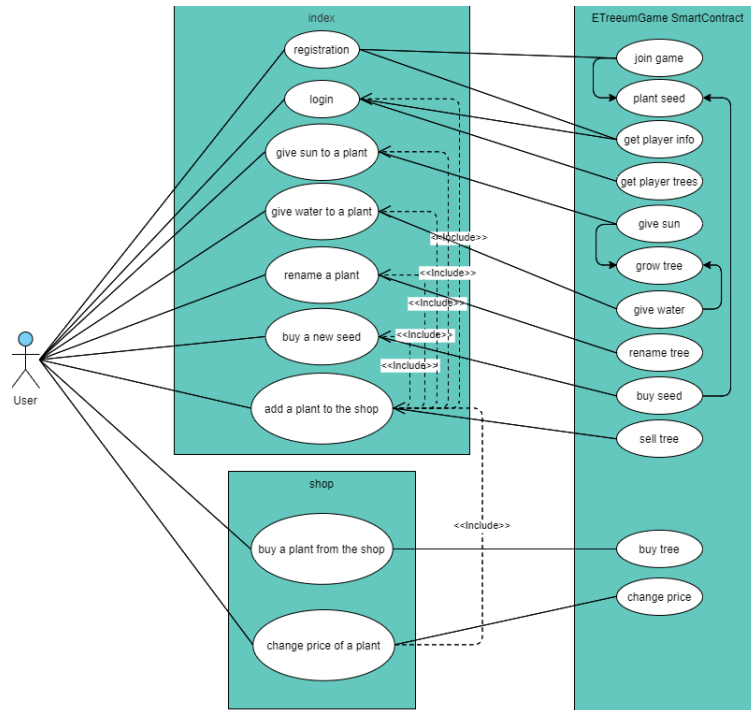 index
ETreeumGame SmartContract
registration
join game
login
plant seed
get player info
give sun to a plant
get player trees
give water to a plant
give sun
<<Include>>
grow tree
rename a plant
<<Include>>
<<Include>>
give water
buy a new seed
<<Include>>
rename tree
<<Include>>
User
buy seed
add a plant to the shop
sell tree
shop
<<Include>>
buy a plant from the shop
buy tree
change price
change price of a plant